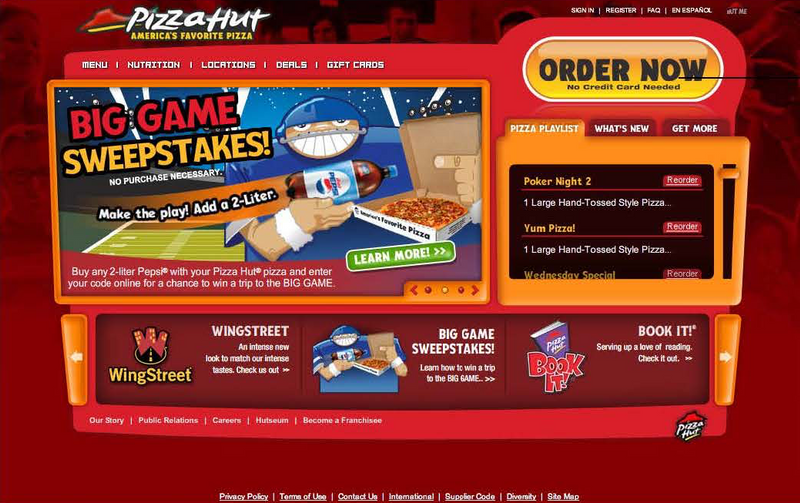 Pizza Hut
AMERICA'S FAVORITE PIZZA
SIGN IN | REGISTER | FAQ | EN ESPAÑOL
MENU | NUTRITION | LOCATIONS | DEALS | GIFT CARDS
ORDER NOW
No Credit Card Needed
BIG GAME
SWEEPSTAKES!
NO PURCHASE NECESSARY.
Make the play! Add a 2-Liter.
pepsi
America's Favorite Pizza
LEARN MORE! >>
Buy any 2-liter Pepsi® with your Pizza Hut® pizza and enter
your code online for a chance to win a trip to the BIG GAME.
PIZZA PLAYLIST WHAT'S NEW GET MORE
Poker Night 2 Reorder
1 Large Hand-Tossed Style Pizza...
Yum Pizza! Reorder
1 Large Hand-Tossed Style Pizza...
Wednesday Special Reorder
WingStreet®
WINGSTREET
An intense new
look to match our intense
tastes. Check us out >>
BIG GAME
SWEEPSTAKES!
Learn how to win a trip
to the BIG GAME.. >>
Pizza Hut
BOOK IT!
BOOK IT!®
Serving up a love of reading.
Check it out. >>
Our Story | Public Relations | Careers | Hutseum | Become a Franchisee
Pizza Hut
Privacy Policy | Terms of Use | Contact Us | International | Supplier Code | Diversity | Site Map